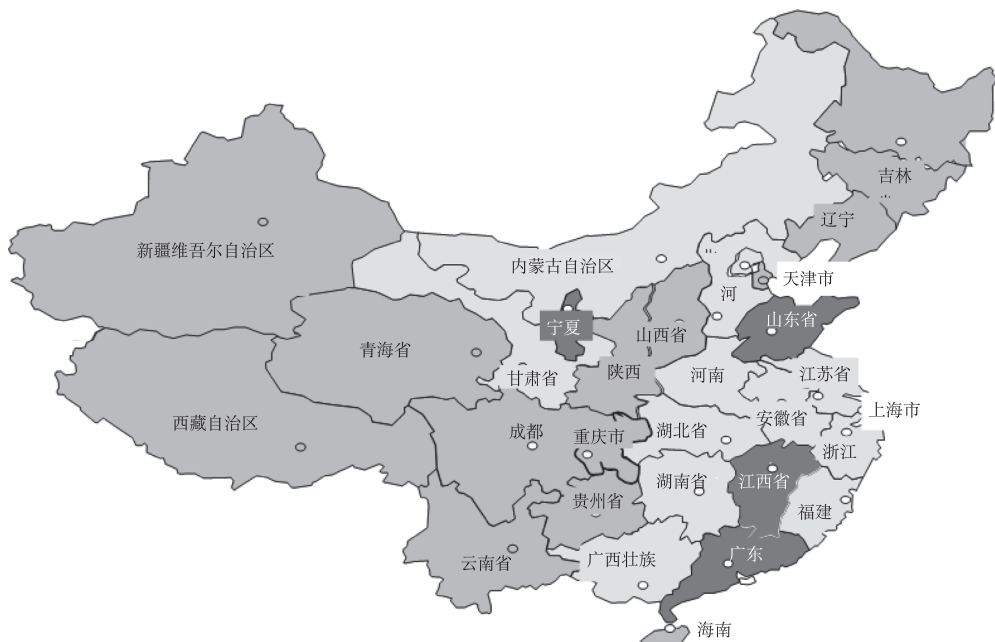 吉林
辽宁
新疆维吾尔自治区
内蒙古自治区
天津市
河
宁夏
山东省
山西省
青海省
甘肃省
陕西
河南
江苏省
西藏自治区
成都
重庆市
湖北省
安徽省
上海市
浙江
湖南省
江西省
贵州省
福建
云南省
广西壮族
广东
海南